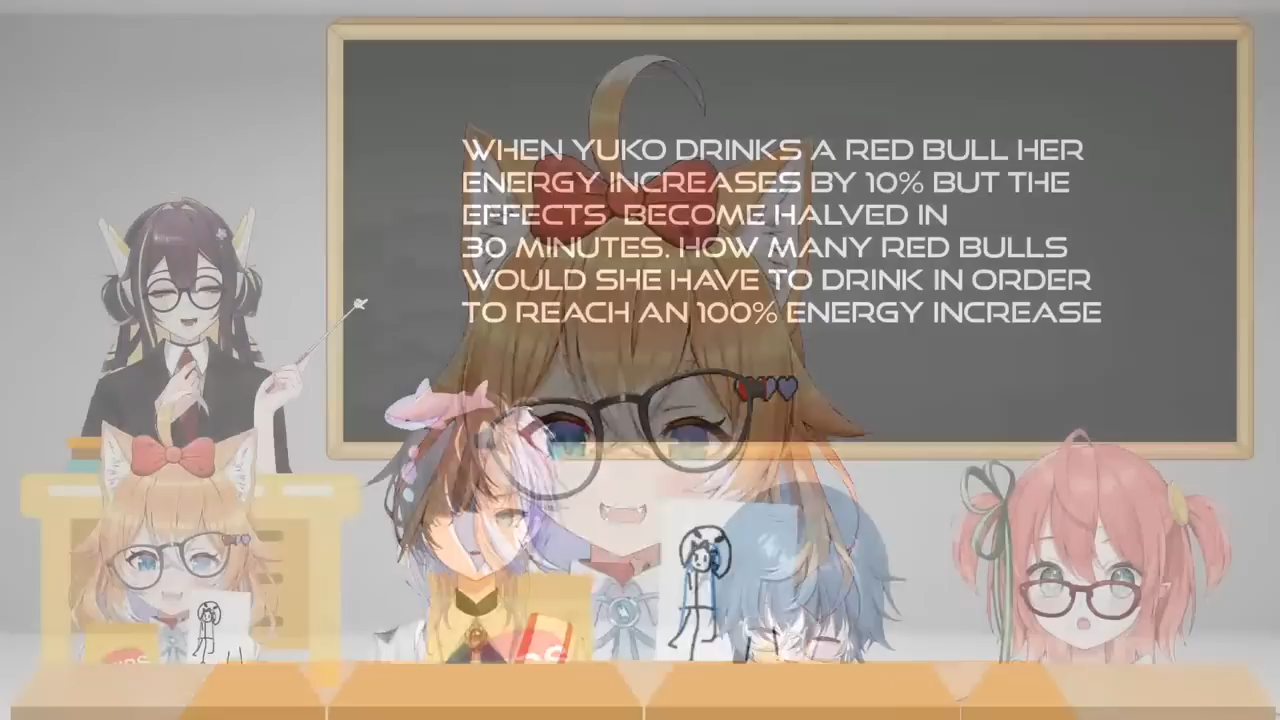 WHEN YUKO DRINKS A RED BULL HER
ENERGY INCREASES BY 10% BUT THE
EFFECTS BECOME HALVED IN
30 MINUTES. HOW MANY RED BULLS
WOULD SHE HAVE TO DRINK IN ORDER
TO REACH AN 100% ENERGY INCREASE